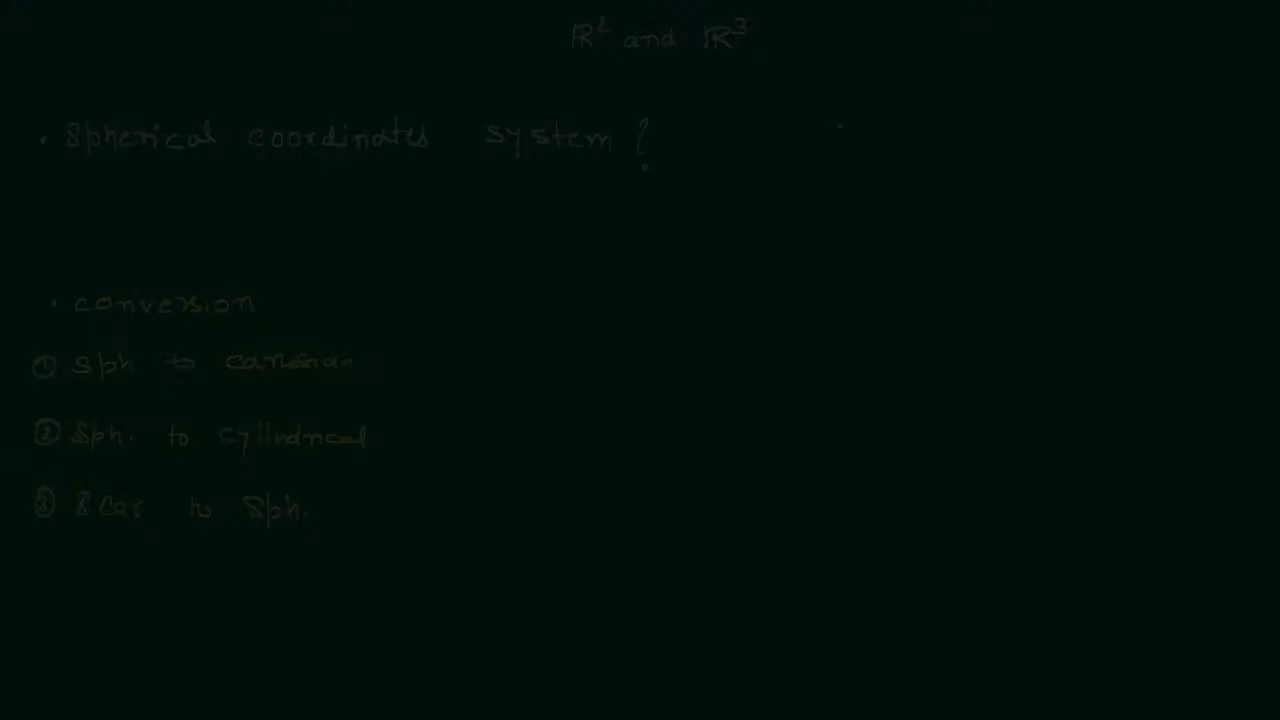 ℝ² and ℝ³
· Spherical coordinates system ?
· conversion
① Sph to cartesian
② Sph. to cylindrical
③ Car to Sph.